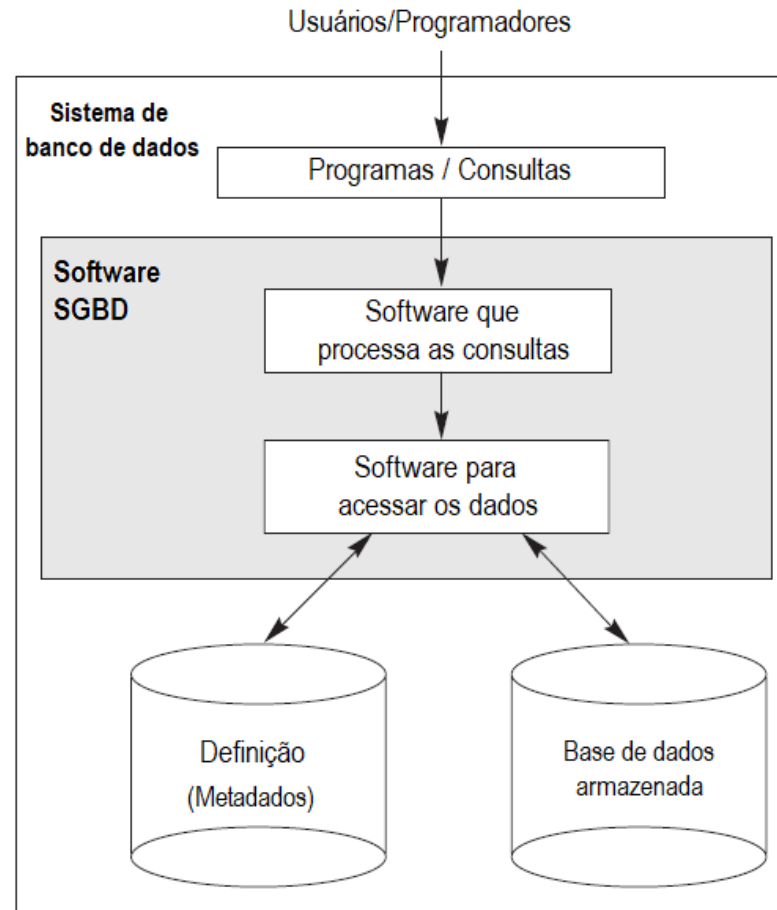 Usuários/Programadores
Sistema de
banco de dados
Programas / Consultas
Software
SGBD
Software que
processa as consultas
Software para
acessar os dados
Definição
(Metadados)
Base de dados
armazenada